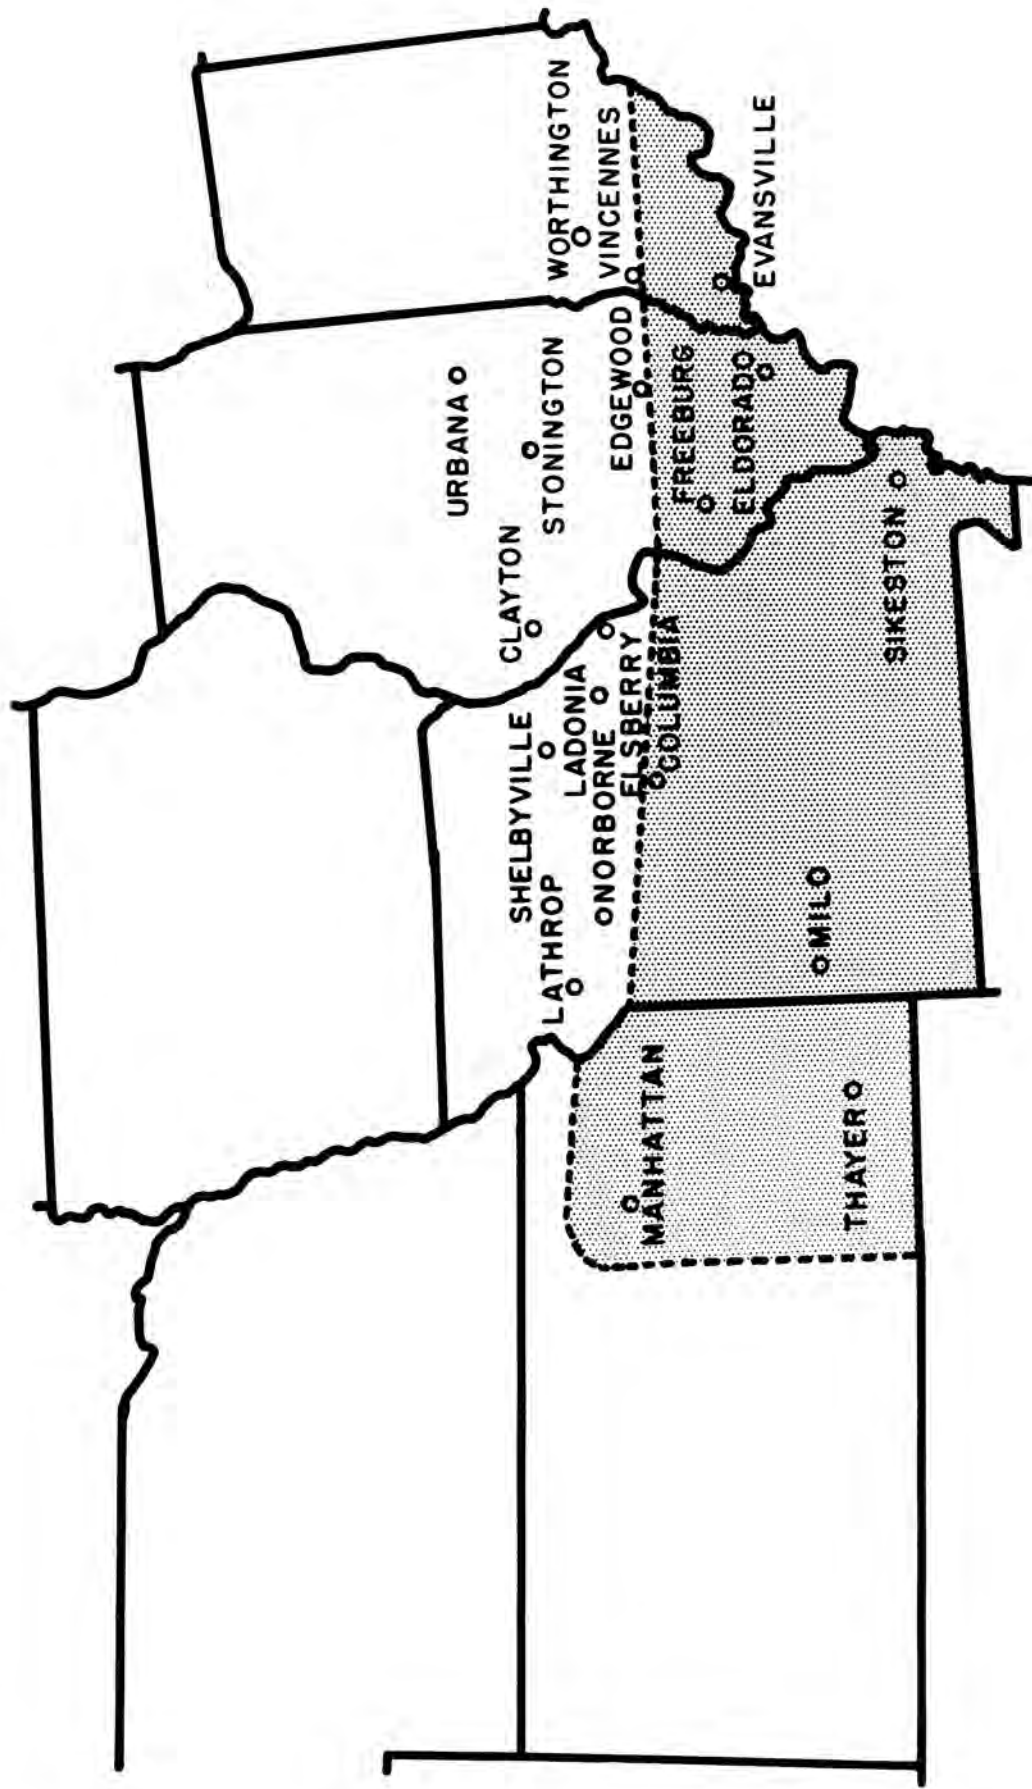 WORTHINGTON
VINCENNES
EVANSVILLE
URBANA
STONINGTON
EDGEWOOD
FREEBURG
ELDORADO
CLAYTON
SHELBYVILLE
LADONIA
ELSBERRY
COLUMBIA
LATHROP
NORBORNE
SIKESTON
MILO
MANHATTAN
THAYER